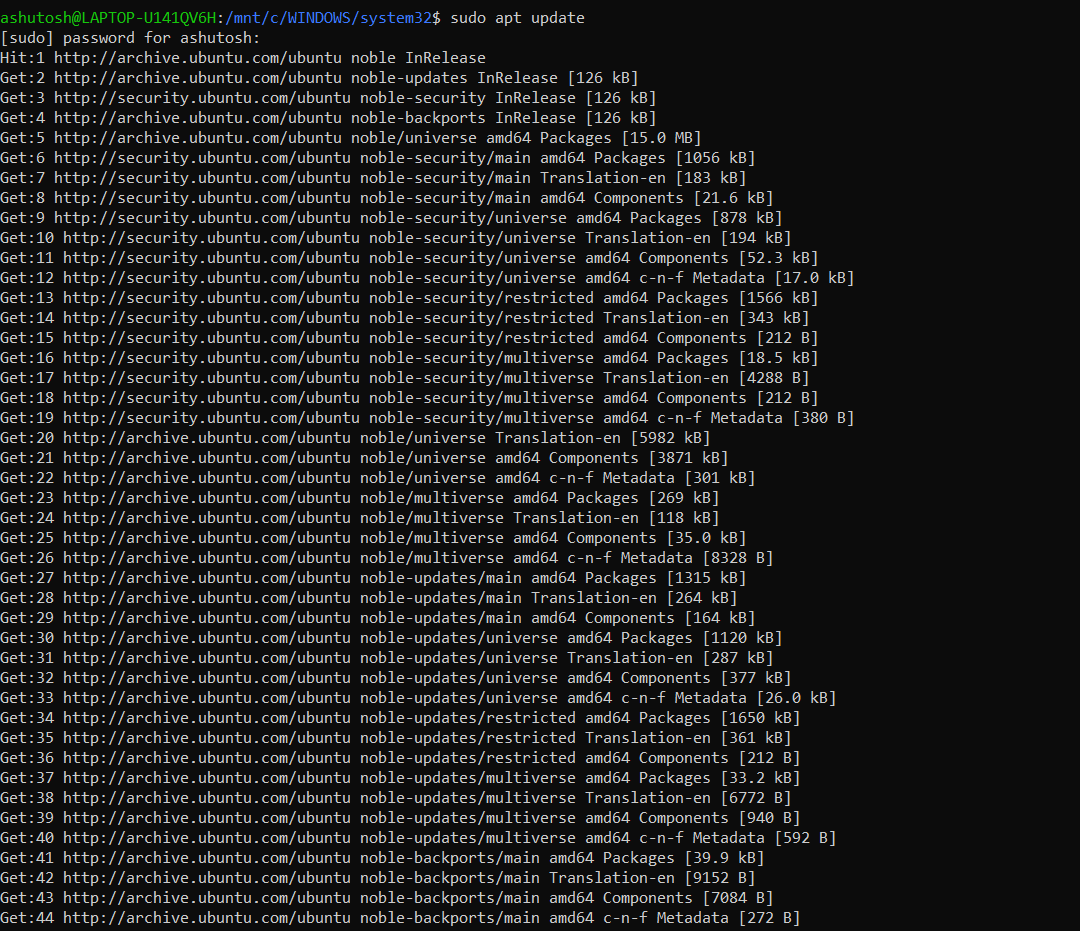 ashutosh@LAPTOP-U141QV6H:/mnt/c/WINDOWS/system32$ sudo apt update
[sudo] password for ashutosh:
Hit:1 http://archive.ubuntu.com/ubuntu noble InRelease
Get:2 http://archive.ubuntu.com/ubuntu noble-updates InRelease [126 kB]
Get:3 http://security.ubuntu.com/ubuntu noble-security InRelease [126 kB]
Get:4 http://archive.ubuntu.com/ubuntu noble-backports InRelease [126 kB]
Get:5 http://archive.ubuntu.com/ubuntu noble/universe amd64 Packages [15.0 MB]
Get:6 http://security.ubuntu.com/ubuntu noble-security/main amd64 Packages [1056 kB]
Get:7 http://security.ubuntu.com/ubuntu noble-security/main Translation-en [183 kB]
Get:8 http://security.ubuntu.com/ubuntu noble-security/main amd64 Components [21.6 kB]
Get:9 http://security.ubuntu.com/ubuntu noble-security/universe amd64 Packages [878 kB]
Get:10 http://security.ubuntu.com/ubuntu noble-security/universe Translation-en [194 kB]
Get:11 http://security.ubuntu.com/ubuntu noble-security/universe amd64 Components [52.3 kB]
Get:12 http://security.ubuntu.com/ubuntu noble-security/universe amd64 c-n-f Metadata [17.0 kB]
Get:13 http://security.ubuntu.com/ubuntu noble-security/restricted amd64 Packages [1566 kB]
Get:14 http://security.ubuntu.com/ubuntu noble-security/restricted Translation-en [343 kB]
Get:15 http://security.ubuntu.com/ubuntu noble-security/restricted amd64 Components [212 B]
Get:16 http://security.ubuntu.com/ubuntu noble-security/multiverse amd64 Packages [18.5 kB]
Get:17 http://security.ubuntu.com/ubuntu noble-security/multiverse Translation-en [4288 B]
Get:18 http://security.ubuntu.com/ubuntu noble-security/multiverse amd64 Components [212 B]
Get:19 http://security.ubuntu.com/ubuntu noble-security/multiverse amd64 c-n-f Metadata [380 B]
Get:20 http://archive.ubuntu.com/ubuntu noble/universe Translation-en [5982 kB]
Get:21 http://archive.ubuntu.com/ubuntu noble/universe amd64 Components [3871 kB]
Get:22 http://archive.ubuntu.com/ubuntu noble/universe amd64 c-n-f Metadata [301 kB]
Get:23 http://archive.ubuntu.com/ubuntu noble/multiverse amd64 Packages [269 kB]
Get:24 http://archive.ubuntu.com/ubuntu noble/multiverse Translation-en [118 kB]
Get:25 http://archive.ubuntu.com/ubuntu noble/multiverse amd64 Components [35.0 kB]
Get:26 http://archive.ubuntu.com/ubuntu noble/multiverse amd64 c-n-f Metadata [8328 B]
Get:27 http://archive.ubuntu.com/ubuntu noble-updates/main amd64 Packages [1315 kB]
Get:28 http://archive.ubuntu.com/ubuntu noble-updates/main Translation-en [264 kB]
Get:29 http://archive.ubuntu.com/ubuntu noble-updates/main amd64 Components [164 kB]
Get:30 http://archive.ubuntu.com/ubuntu noble-updates/universe amd64 Packages [1120 kB]
Get:31 http://archive.ubuntu.com/ubuntu noble-updates/universe Translation-en [287 kB]
Get:32 http://archive.ubuntu.com/ubuntu noble-updates/universe amd64 Components [377 kB]
Get:33 http://archive.ubuntu.com/ubuntu noble-updates/universe amd64 c-n-f Metadata [26.0 kB]
Get:34 http://archive.ubuntu.com/ubuntu noble-updates/restricted amd64 Packages [1650 kB]
Get:35 http://archive.ubuntu.com/ubuntu noble-updates/restricted Translation-en [361 kB]
Get:36 http://archive.ubuntu.com/ubuntu noble-updates/restricted amd64 Components [212 B]
Get:37 http://archive.ubuntu.com/ubuntu noble-updates/multiverse amd64 Packages [33.2 kB]
Get:38 http://archive.ubuntu.com/ubuntu noble-updates/multiverse Translation-en [6772 B]
Get:39 http://archive.ubuntu.com/ubuntu noble-updates/multiverse amd64 Components [940 B]
Get:40 http://archive.ubuntu.com/ubuntu noble-updates/multiverse amd64 c-n-f Metadata [592 B]
Get:41 http://archive.ubuntu.com/ubuntu noble-backports/main amd64 Packages [39.9 kB]
Get:42 http://archive.ubuntu.com/ubuntu noble-backports/main Translation-en [9152 B]
Get:43 http://archive.ubuntu.com/ubuntu noble-backports/main amd64 Components [7084 B]
Get:44 http://archive.ubuntu.com/ubuntu noble-backports/main amd64 c-n-f Metadata [272 B]